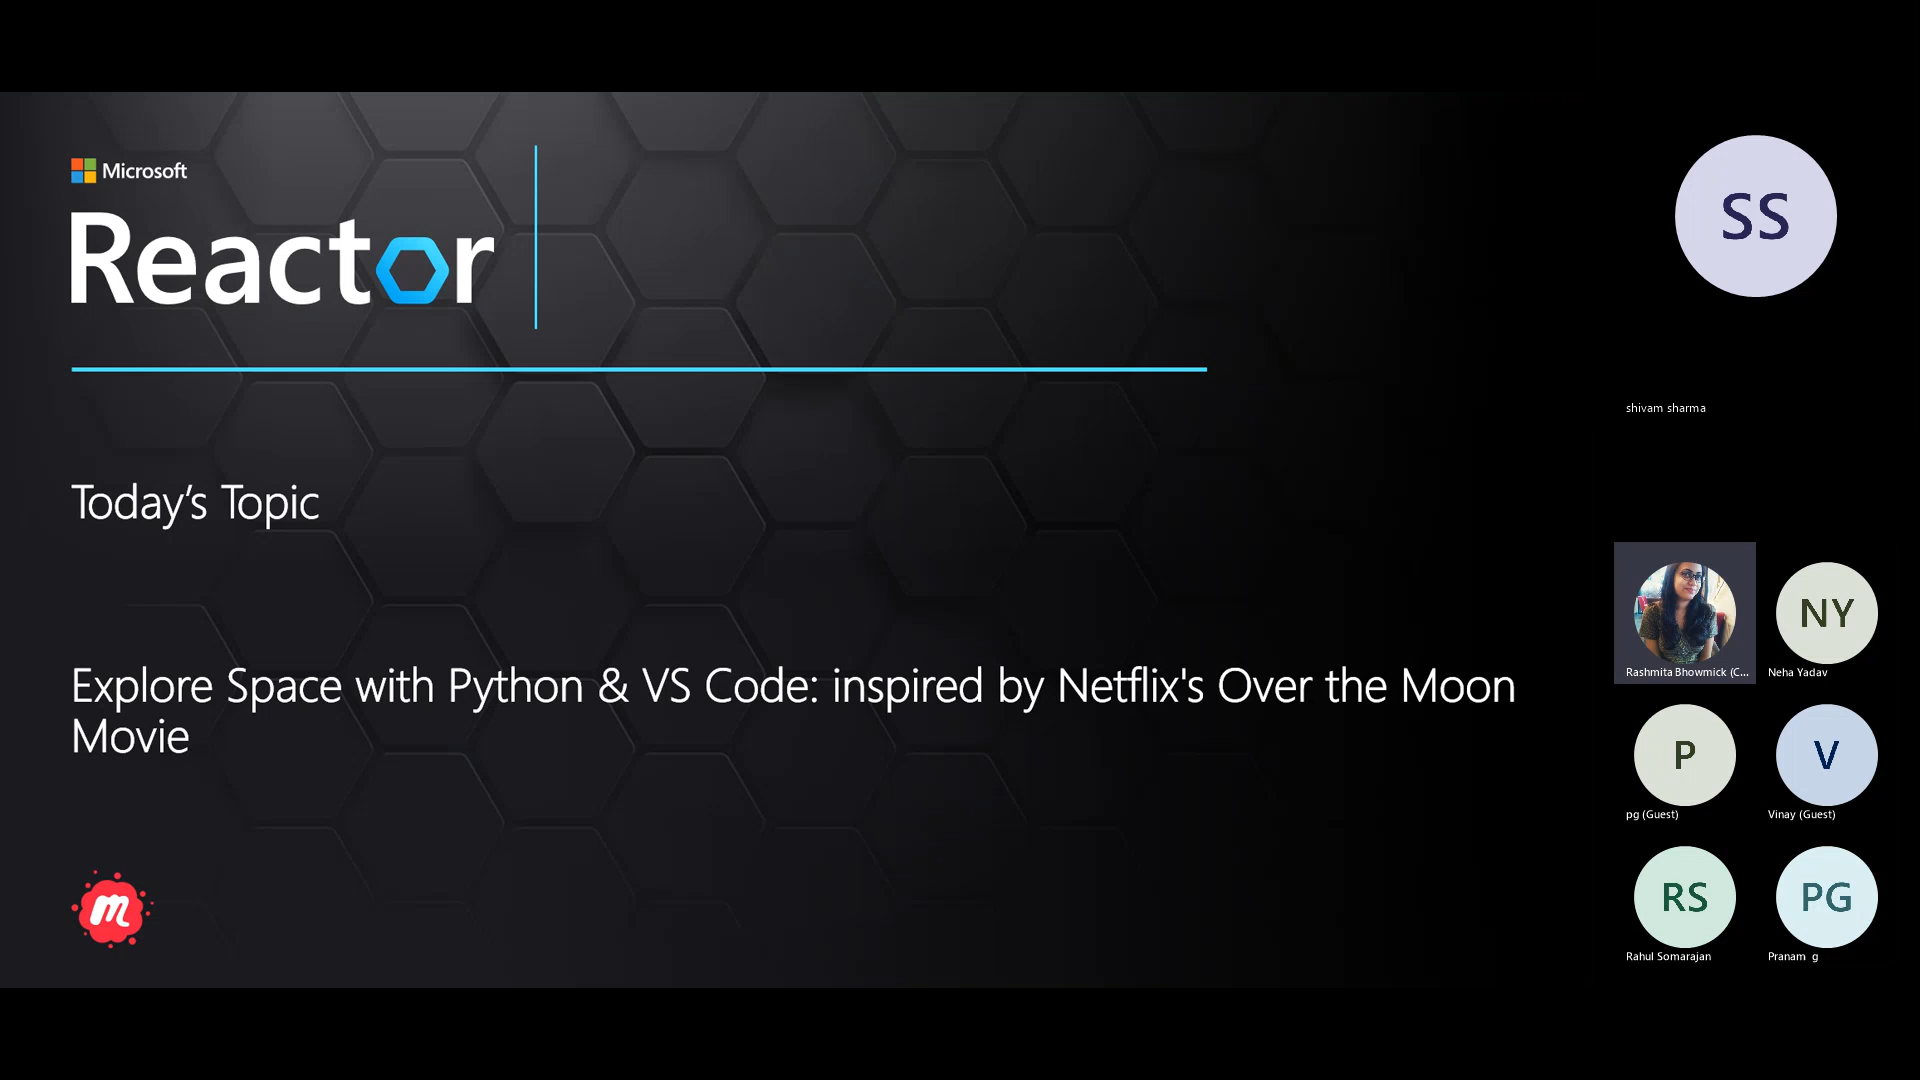 Microsoft
Reactor
Today's Topic
Explore Space with Python & VS Code: inspired by Netflix's Over the Moon
Movie
m
SS
shivam sharma
Rashmita Bhowmick (C...
NY
Neha Yadav
P
pg (Guest)
V
Vinay (Guest)
RS
Rahul Somarajan
PG
Pranam g